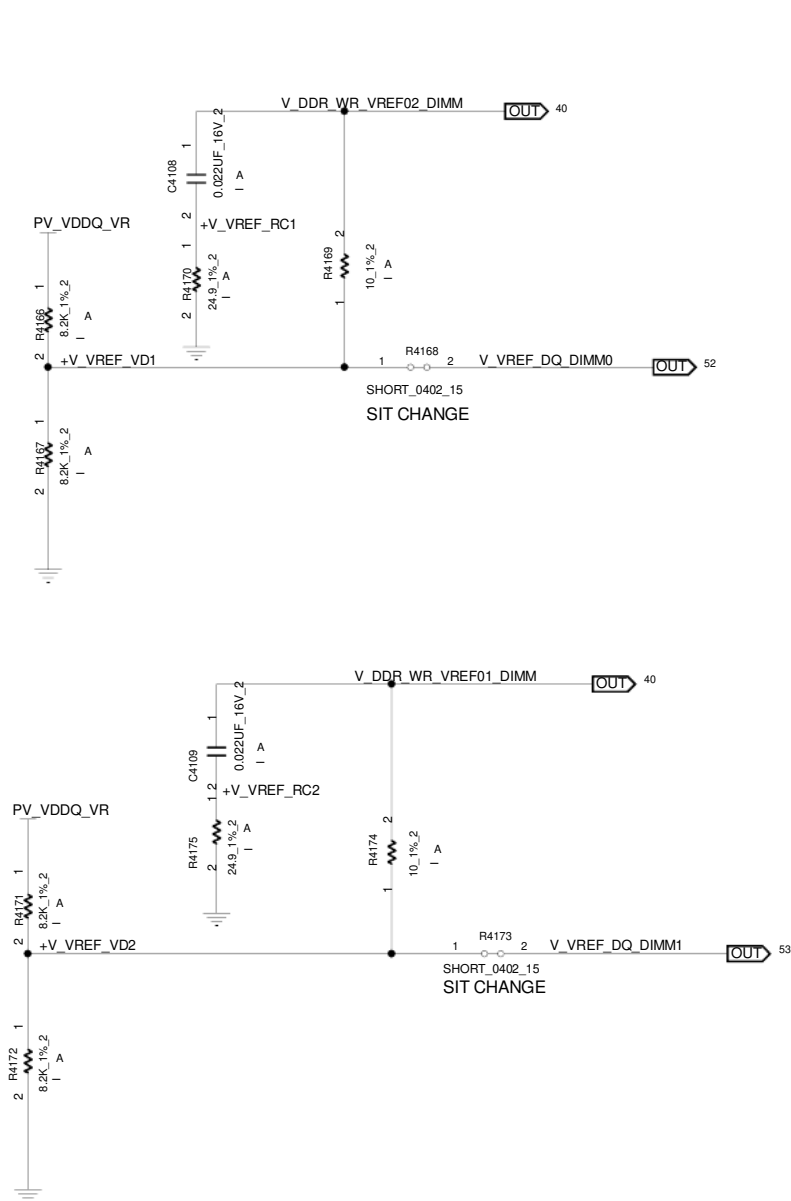 V_DDR_WR_VREF02_DIMM
OUT 40
1
C4108
0.022UF_16V_2
A
2
+V_VREF_RC1
PV_VDDQ_VR
1
R4170
24.9_1%_2
A
2
2
R4169
10_1%_2
A
1
1
R4166
8.2K_1%_2
A
2
+V_VREF_VD1
1
R4168
2
V_VREF_DQ_DIMM0
OUT 52
SHORT_0402_15
SIT CHANGE
1
R4167
8.2K_1%_2
A
2
V_DDR_WR_VREF01_DIMM
OUT 40
1
C4109
0.022UF_16V_2
A
2
+V_VREF_RC2
PV_VDDQ_VR
1
R4175
24.9_1%_2
A
2
2
R4174
10_1%_2
A
1
1
R4171
8.2K_1%_2
A
2
+V_VREF_VD2
1
R4173
2
V_VREF_DQ_DIMM1
OUT 53
SHORT_0402_15
SIT CHANGE
1
R4172
8.2K_1%_2
A
2